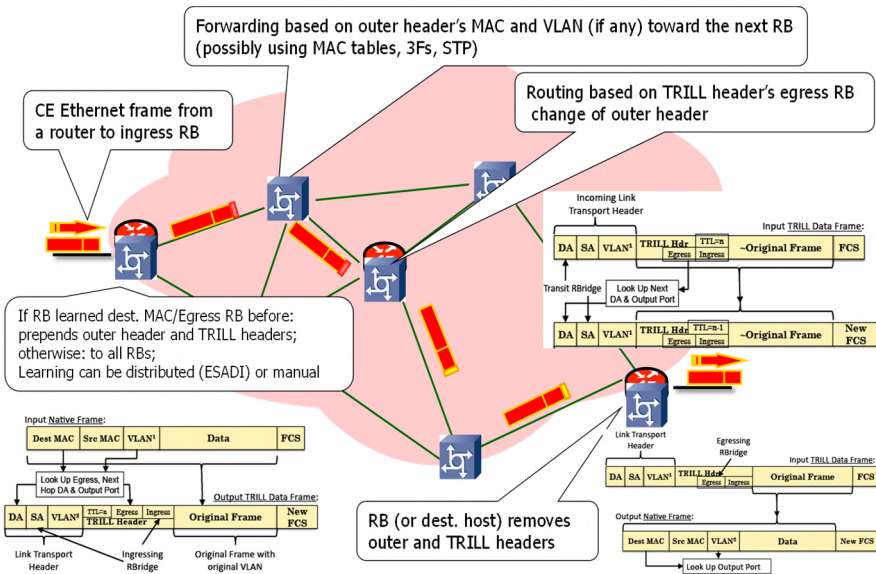 Forwarding based on outer header's MAC and VLAN (if any) toward the next RB
(possibly using MAC tables, 3Fs, STP)
CE Ethernet frame from
a router to ingress RB
Routing based on TRILL header's egress RB
change of outer header
Incoming Link
Transport Header
Input TRILL Data Frame:
DA SA VLAN¹ TRILL Hdr TTL=n Egress Ingress ~Original Frame FCS
Transit RBridge
Look Up Next
DA & Output Port
DA SA VLAN¹ TRILL Hdr TTL=n-1 Egress Ingress ~Original Frame New FCS
If RB learned dest. MAC/Egress RB before:
prepends outer header and TRILL headers;
otherwise: to all RBs;
Learning can be distributed (ESADI) or manual
Input Native Frame:
Dest MAC Src MAC VLAN¹ Data FCS
Look Up Egress, Next
Hop DA & Output Port
Output TRILL Data Frame:
DA SA VLAN² TTL=n Egress Ingress TRILL Header Original Frame New FCS
Link Transport
Header
Ingressing
RBridge
Original Frame with
original VLAN
RB (or dest. host) removes
outer and TRILL headers
Link Transport
Header
Egressing
RBridge
Input TRILL Data Frame:
DA SA VLAN¹ TRILL Hdr Egress Ingress Original Frame FCS
Output Native Frame:
Dest MAC Src MAC VLAN² Data New FCS
Look Up Output Port